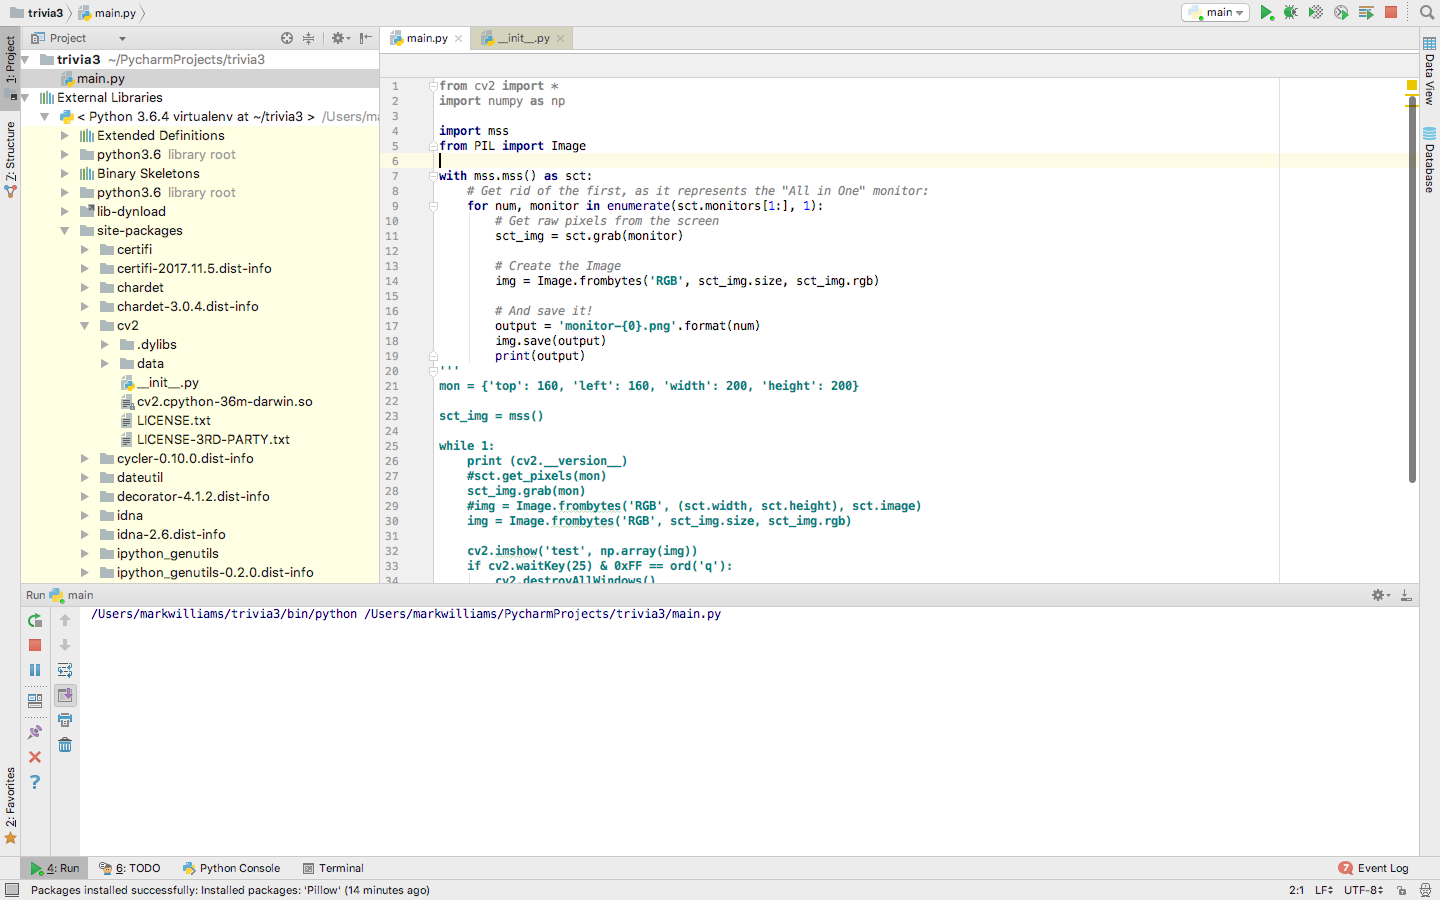 trivia3 main.py
main
1: Project
7: Structure
2: Favorites
Project
trivia3 ~/PycharmProjects/trivia3
main.py
External Libraries
< Python 3.6.4 virtualenv at ~/trivia3 > /Users/m
Extended Definitions
python3.6 library root
Binary Skeletons
python3.6 library root
lib-dynload
site-packages
certifi
certifi-2017.11.5.dist-info
chardet
chardet-3.0.4.dist-info
cv2
.dylibs
data
__init__.py
cv2.cpython-36m-darwin.so
LICENSE.txt
LICENSE-3RD-PARTY.txt
cycler-0.10.0.dist-info
dateutil
decorator-4.1.2.dist-info
idna
idna-2.6.dist-info
ipython_genutils
ipython_genutils-0.2.0.dist-info
main.py __init__.py
1 from cv2 import *
2 import numpy as np
3
4 import mss
5 from PIL import Image
6
7 with mss.mss() as sct:
8 # Get rid of the first, as it represents the "All in One" monitor:
9 for num, monitor in enumerate(sct.monitors[1:], 1):
10 # Get raw pixels from the screen
11 sct_img = sct.grab(monitor)
12
13 # Create the Image
14 img = Image.frombytes('RGB', sct_img.size, sct_img.rgb)
15
16 # And save it!
17 output = 'monitor-{0}.png'.format(num)
18 img.save(output)
19 print(output)
20 '''
21 mon = {'top': 160, 'left': 160, 'width': 200, 'height': 200}
22
23 sct_img = mss()
24
25 while 1:
26 print (cv2.__version__)
27 #sct.get_pixels(mon)
28 sct_img.grab(mon)
29 #img = Image.frombytes('RGB', (sct.width, sct.height), sct.image)
30 img = Image.frombytes('RGB', sct_img.size, sct_img.rgb)
31
32 cv2.imshow('test', np.array(img))
33 if cv2.waitKey(25) & 0xFF == ord('q'):
34 cv2.destroyAllWindows()
Data View
Database
Run main
/Users/markwilliams/trivia3/bin/python /Users/markwilliams/PycharmProjects/trivia3/main.py
4: Run 6: TODO Python Console Terminal
7 Event Log
Packages installed successfully: Installed packages: 'Pillow' (14 minutes ago)
2:1 LF UTF-8